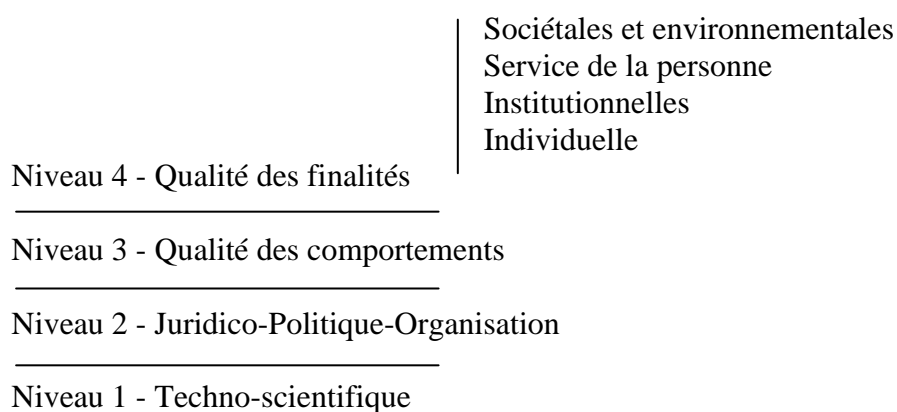 Sociétales et environnementales
Service de la personne
Institutionnelles
Individuelle
Niveau 4 - Qualité des finalités
Niveau 3 - Qualité des comportements
Niveau 2 - Juridico-Politique-Organisation
Niveau 1 - Techno-scientifique